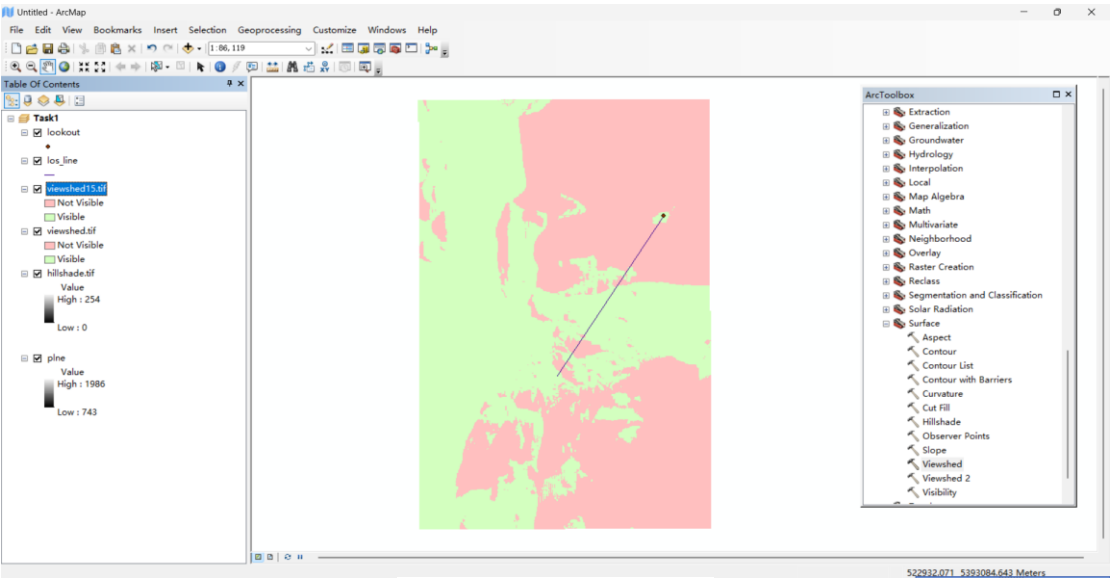 Untitled - ArcMap
File Edit View Bookmarks Insert Selection Geoprocessing Customize Windows Help
1:86,119
Table Of Contents
Task1
lookout
los_line
viewshed15.tif
Not Visible
Visible
viewshed.tif
Not Visible
Visible
hillshade.tif
Value
High : 254
Low : 0
plne
Value
High : 1986
Low : 743
ArcToolbox
Extraction
Generalization
Groundwater
Hydrology
Interpolation
Local
Map Algebra
Math
Multivariate
Neighborhood
Overlay
Raster Creation
Reclass
Segmentation and Classification
Solar Radiation
Surface
Aspect
Contour
Contour List
Contour with Barriers
Curvature
Cut Fill
Hillshade
Observer Points
Slope
Viewshed
Viewshed 2
Visibility
522932.071 5393084.643 Meters